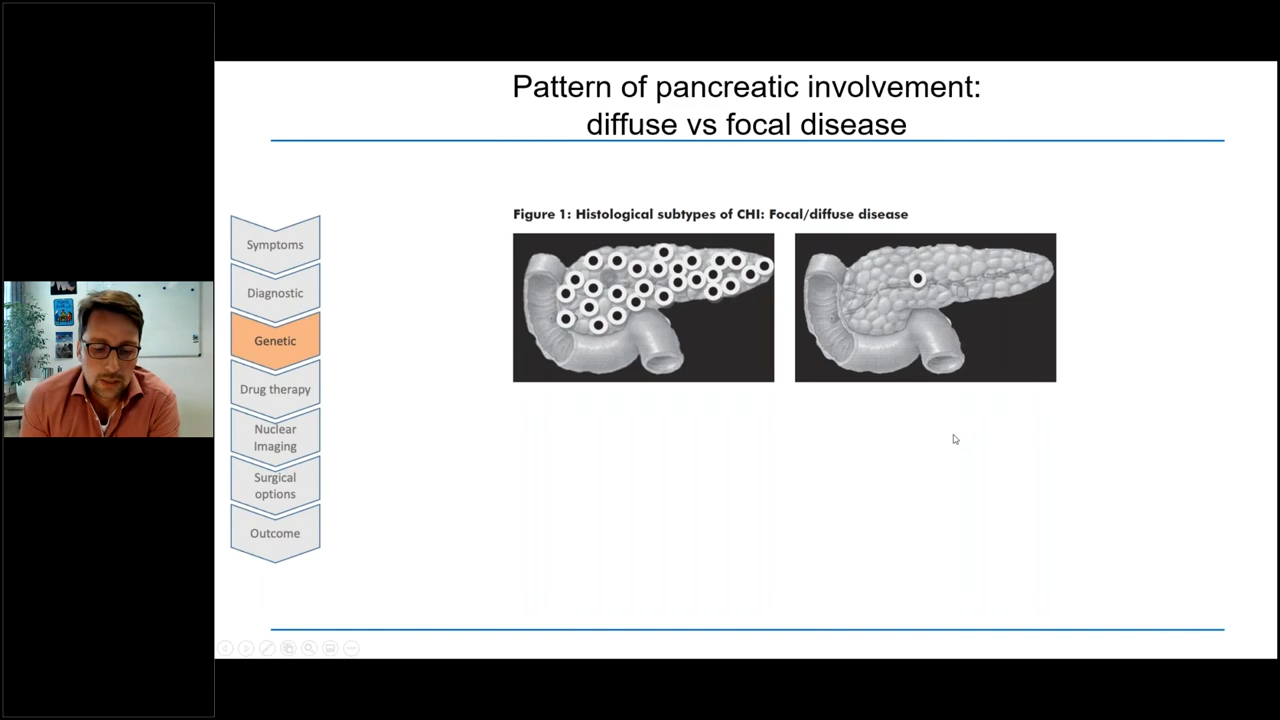 Pattern of pancreatic involvement:
diffuse vs focal disease
Figure 1: Histological subtypes of CHI: Focal/diffuse disease
Symptoms
Diagnostic
Genetic
Drug therapy
Nuclear
Imaging
Surgical
options
Outcome